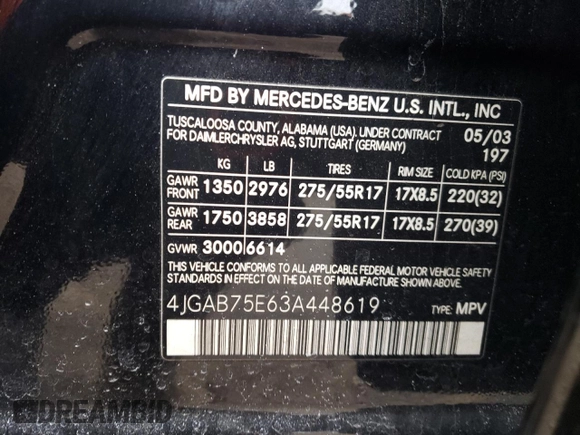 MFD BY MERCEDES-BENZ U.S. INTL., INC
TUSCALOOSA COUNTY, ALABAMA (USA). UNDER CONTRACT 05/03
FOR DAIMLERCHRYSLER AG, STUTTGART (GERMANY) 197
KG LB TIRES RIM SIZE COLD KPA (PSI)
GAWR FRONT 1350 2976 275/55R17 17X8.5 220(32)
GAWR REAR 1750 3858 275/55R17 17X8.5 270(39)
GVWR 3000 6614
THIS VEHICLE CONFORMS TO ALL APPLICABLE FEDERAL MOTOR VEHICLE SAFETY
STANDARDS IN EFFECT ON THE DATE OF MANUFACTURE SHOWN ABOVE.
4JGAB75E63A448619 TYPE: MPV
DREAMBID